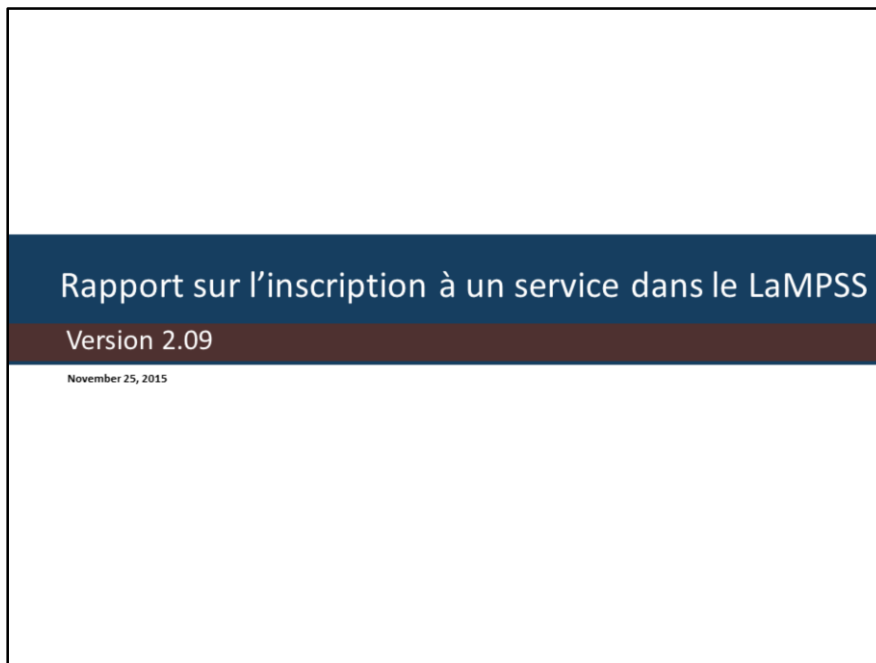 Rapport sur l’inscription à un service dans le LaMPSS
Version 2.09
November 25, 2015